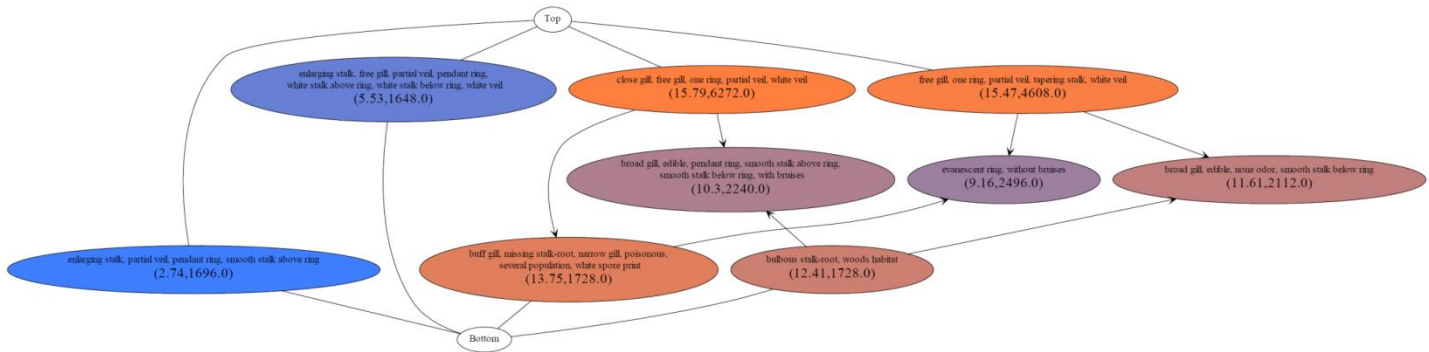 Top
enlarging stalk, free gill, partial veil, pendant ring,
white stalk above ring, white stalk below ring, white veil
(5.53,1648.0)
close gill, free gill, one ring, partial veil, white veil
(15.79,6272.0)
free gill, one ring, partial veil, tapering stalk, white veil
(15.47,4608.0)
broad gill, edible, pendant ring, smooth stalk above ring,
smooth stalk below ring, with bruises
(10.3,2240.0)
evanescent ring, without bruises
(9.16,2496.0)
broad gill, edible, none odor, smooth stalk below ring
(11.61,2112.0)
enlarging stalk, partial veil, pendant ring, smooth stalk above ring
(2.74,1696.0)
buff gill, missing stalk-root, narrow gill, poisonous,
several population, white spore print
(13.75,1728.0)
bulbous stalk-root, woods habitat
(12.41,1728.0)
Bottom